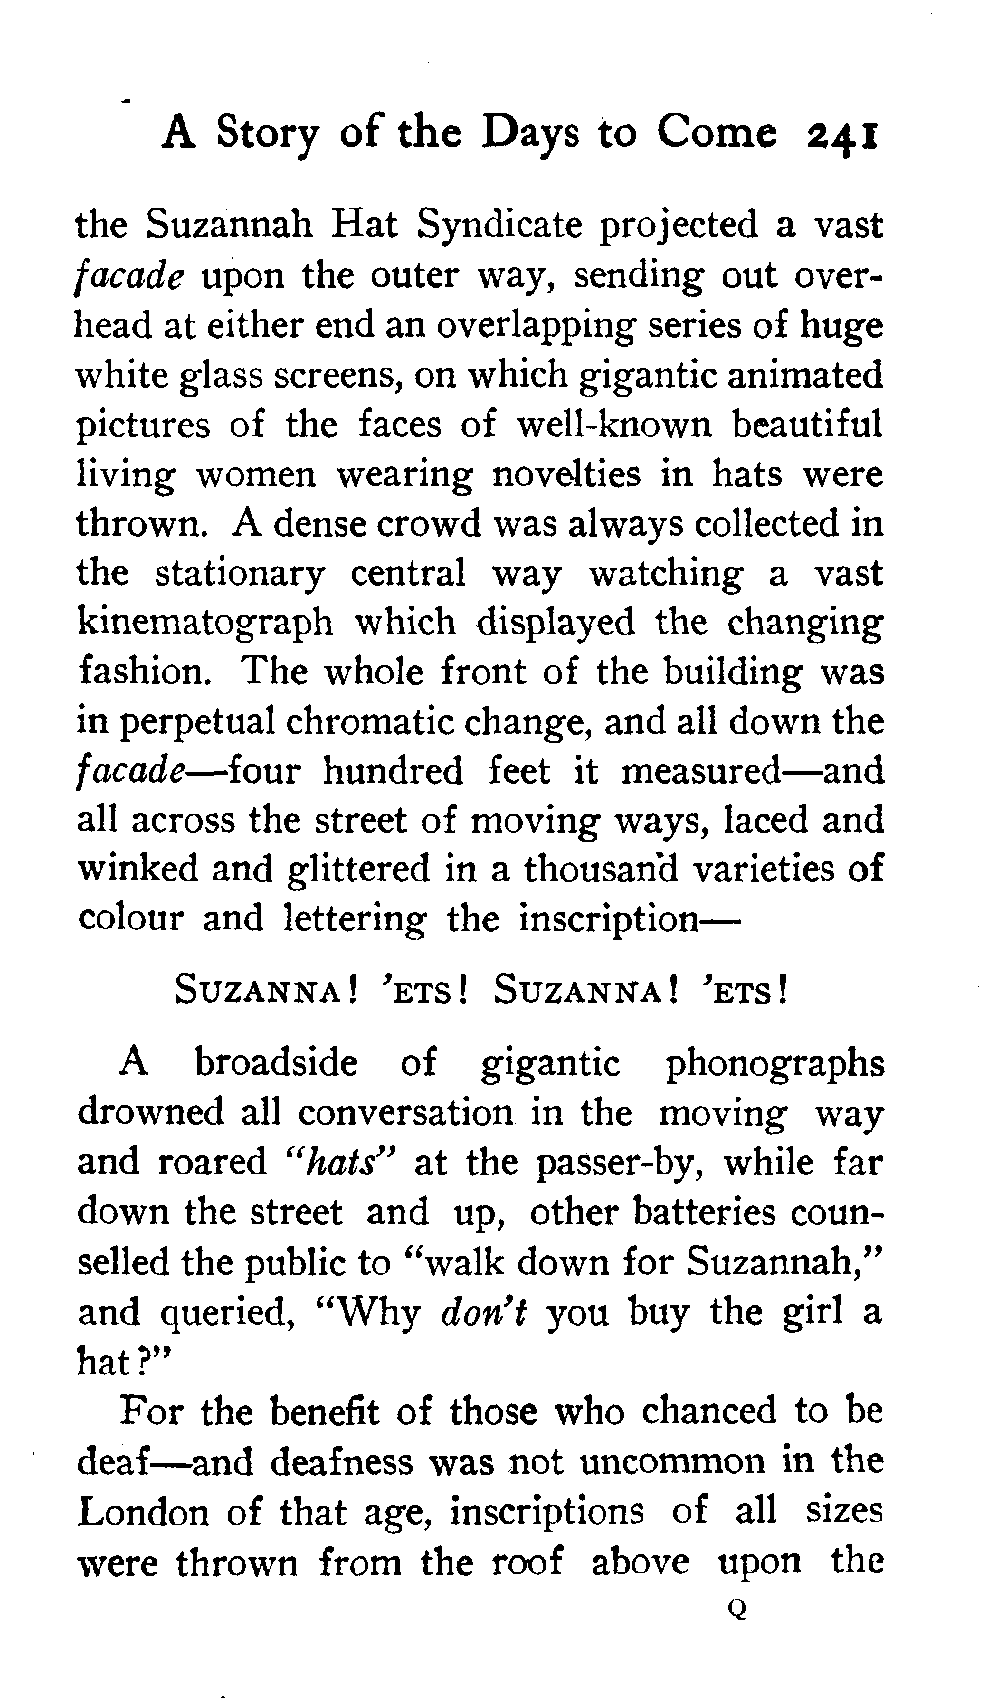 A Story of the Days to Come 241
the Suzannah Hat Syndicate projected a vast
facade upon the outer way, sending out over-
head at either end an overlapping series of huge
white glass screens, on which gigantic animated
pictures of the faces of well-known beautiful
living women wearing novelties in hats were
thrown. A dense crowd was always collected in
the stationary central way watching a vast
kinematograph which displayed the changing
fashion. The whole front of the building was
in perpetual chromatic change, and all down the
facade—four hundred feet it measured—and
all across the street of moving ways, laced and
winked and glittered in a thousand varieties of
colour and lettering the inscription—
SUZANNA! 'ETS! SUZANNA! 'ETS!
A broadside of gigantic phonographs
drowned all conversation in the moving way
and roared "hats" at the passer-by, while far
down the street and up, other batteries coun-
selled the public to "walk down for Suzannah,"
and queried, "Why don't you buy the girl a
hat?"
For the benefit of those who chanced to be
deaf—and deafness was not uncommon in the
London of that age, inscriptions of all sizes
were thrown from the roof above upon the
Q